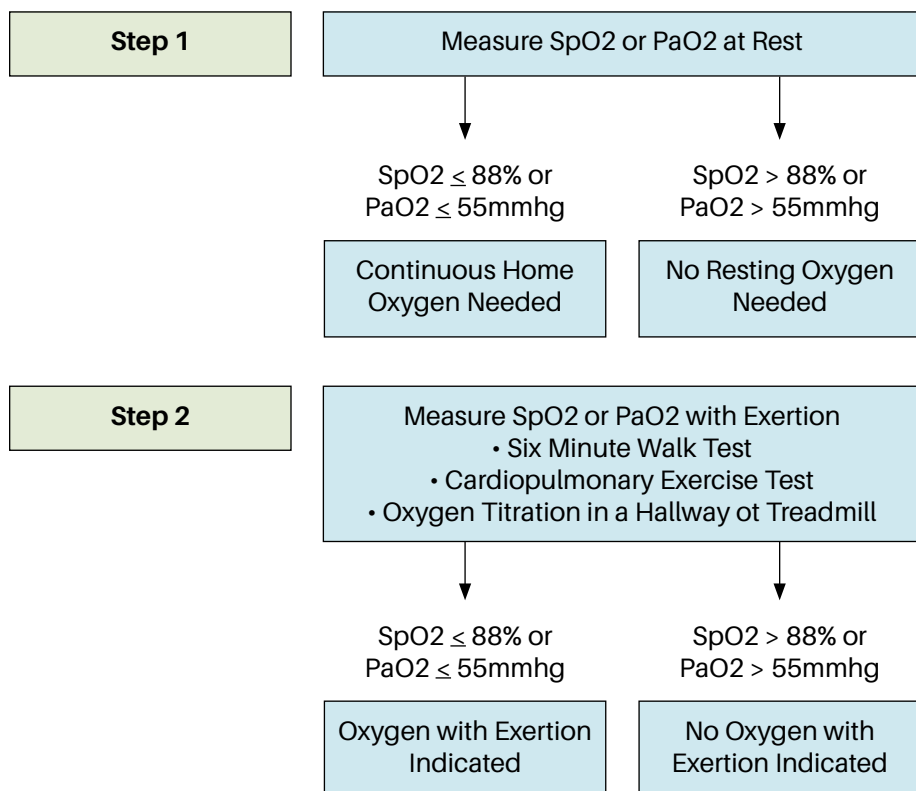 Step 1
Measure SpO2 or PaO2 at Rest
SpO2 ≤ 88% or
PaO2 ≤ 55mmhg
SpO2 > 88% or
PaO2 > 55mmhg
Continuous Home
Oxygen Needed
No Resting Oxygen
Needed
Step 2
Measure SpO2 or PaO2 with Exertion
• Six Minute Walk Test
• Cardiopulmonary Exercise Test
• Oxygen Titration in a Hallway ot Treadmill
SpO2 ≤ 88% or
PaO2 ≤ 55mmhg
SpO2 > 88% or
PaO2 > 55mmhg
Oxygen with Exertion
Indicated
No Oxygen with
Exertion Indicated